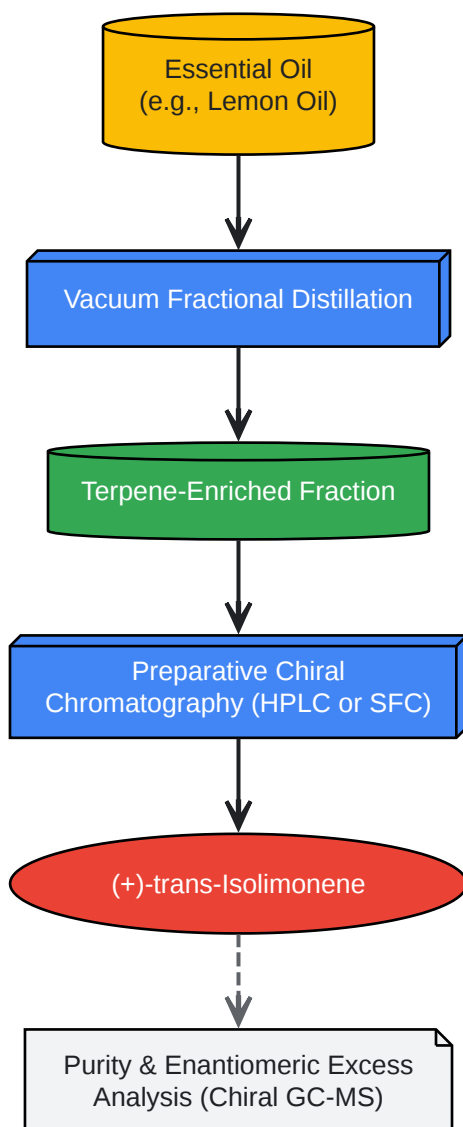 Essential Oil
(e.g., Lemon Oil)
Vacuum Fractional Distillation
Terpene-Enriched Fraction
Preparative Chiral
Chromatography (HPLC or SFC)
(+)-trans-Isolimonene
Purity & Enantiomeric Excess
Analysis (Chiral GC-MS)